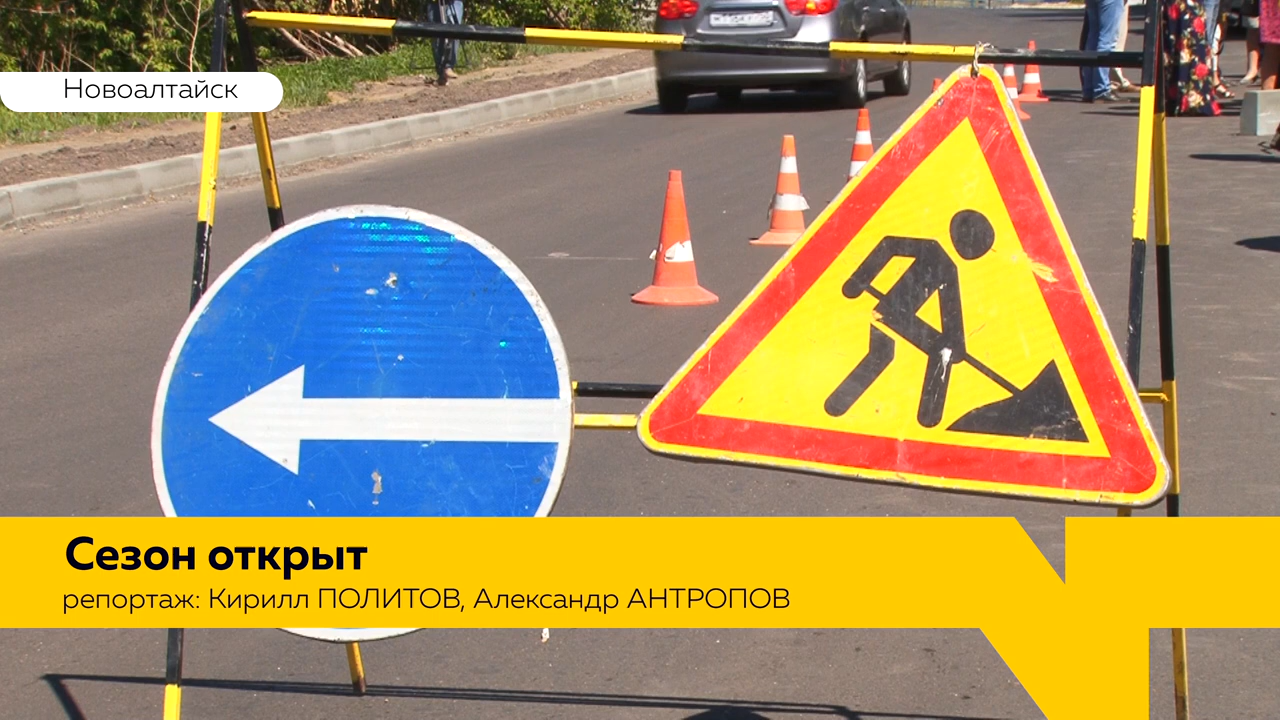 Новоалтайск
Сезон открыт
репортаж: Кирилл ПОЛИТОВ, Александр АНТРОПОВ